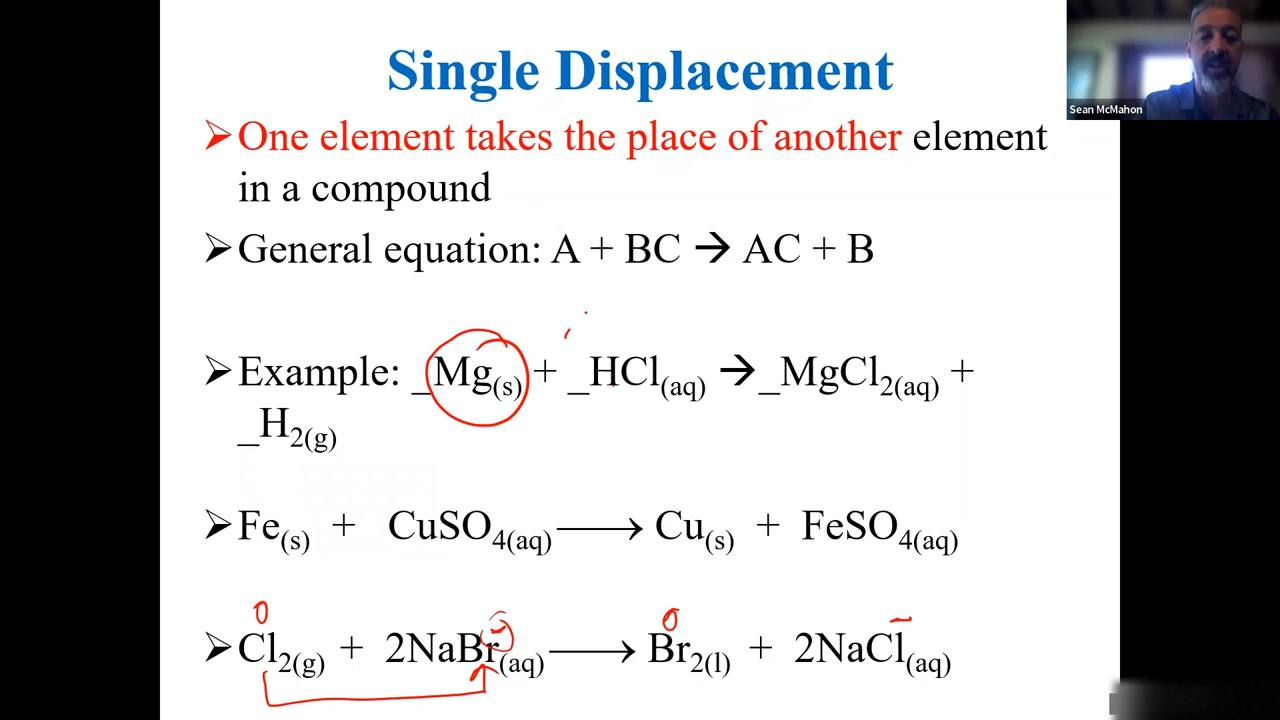 Single Displacement
Sean McMahon
➢One element takes the place of another element
in a compound
➢General equation: A + BC → AC + B
➢Example: _Mg(s) + _HCl(aq) → _MgCl2(aq) +
_H2(g)
➢Fe(s) + CuSO4(aq) ⟶ Cu(s) + FeSO4(aq)
0 − 0 −
➢Cl2(g) + 2NaBr(aq) ⟶ Br2(l) + 2NaCl(aq)